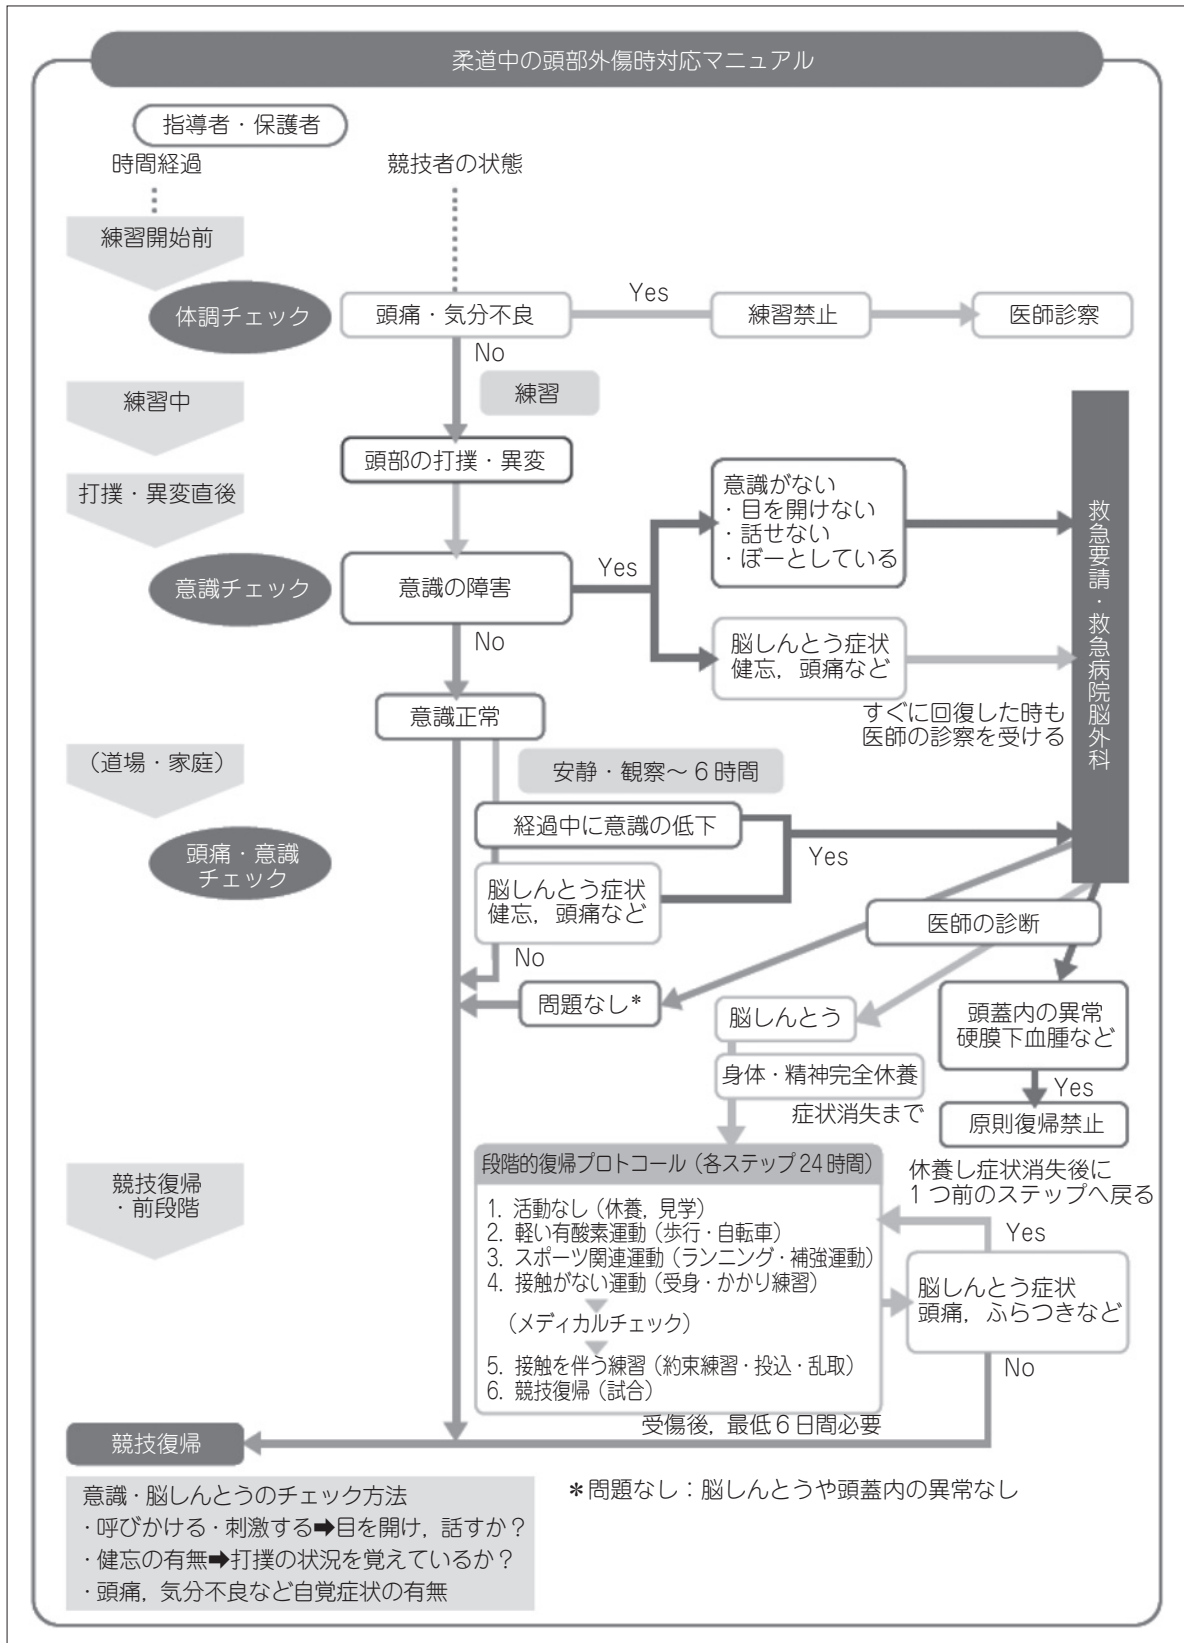 柔道中の頭部外傷時対応マニュアル
指導者・保護者
時間経過
競技者の状態
練習開始前
体調チェック
頭痛・気分不良
Yes
練習禁止
医師診察
No
練習
練習中
頭部の打撲・異変
打撲・異変直後
意識がない
・目を開けない
・話せない
・ぼーとしている
意識チェック
意識の障害
Yes
No
脳しんとう症状
健忘，頭痛など
救急要請・救急病院脳外科
意識正常
すぐに回復した時も
医師の診察を受ける
（道場・家庭）
安静・観察～6時間
経過中に意識の低下
Yes
頭痛・意識
チェック
脳しんとう症状
健忘，頭痛など
No
医師の診断
問題なし＊
脳しんとう
頭蓋内の異常
硬膜下血腫など
身体・精神完全休養
症状消失まで
Yes
原則復帰禁止
段階的復帰プロトコール（各ステップ24時間）
1. 活動なし（休養，見学）
2. 軽い有酸素運動（歩行・自転車）
3. スポーツ関連運動（ランニング・補強運動）
4. 接触がない運動（受身・かかり練習）
（メディカルチェック）
5. 接触を伴う練習（約束練習・投込・乱取）
6. 競技復帰（試合）
競技復帰
・前段階
休養し症状消失後に
1つ前のステップへ戻る
Yes
脳しんとう症状
頭痛，ふらつきなど
No
受傷後，最低6日間必要
競技復帰
意識・脳しんとうのチェック方法
・呼びかける・刺激する➡目を開け，話すか？
・健忘の有無➡打撲の状況を覚えているか？
・頭痛，気分不良など自覚症状の有無
＊問題なし：脳しんとうや頭蓋内の異常なし